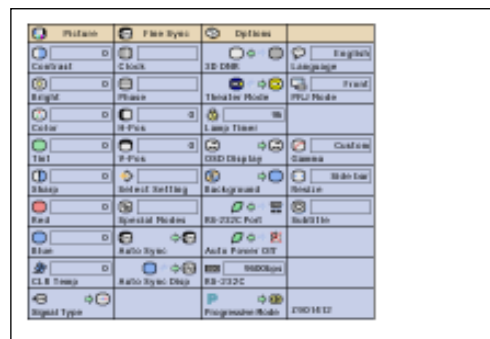 Picture Fine Sync Options
0 0 English
Contrast Clock 3D DNR Language
0 Front
Bright Phase Theater Mode PRJ Mode
0 0
Color H-Pos Lamp Timer
0 0 Custom
Tint V-Pos OSD Display Gamma
0 Side bar
Sharp Select Setting Background Resize
0
Red Special Modes RS-232C Port Subtitle
0
Blue Auto Sync Auto Power Off
0 9600bps
CLR Temp Auto Sync Disp RS-232C
Signal Type Progressive Mode